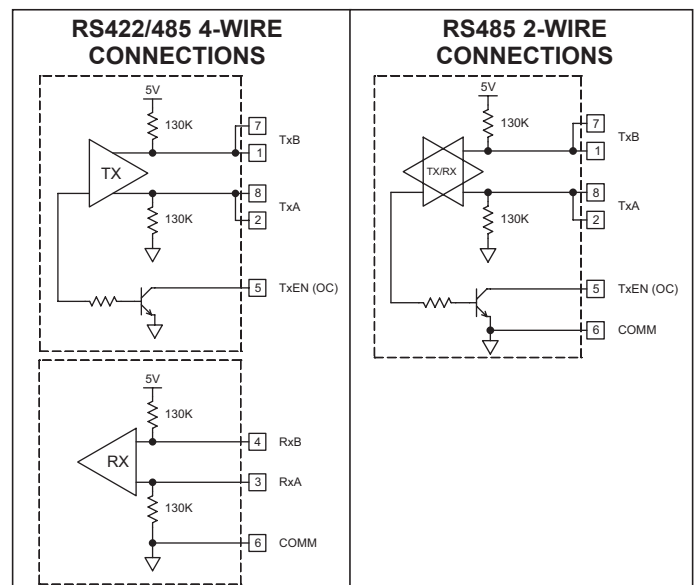 RS422/485 4-WIRE
CONNECTIONS
5V
130K
7
TxB
1
TX
8
TxA
130K
2
5 TxEN (OC)
5V
130K
4 RxB
RX
3 RxA
130K
6 COMM
RS485 2-WIRE
CONNECTIONS
5V
130K
7
TxB
1
TX/RX
8
TxA
130K
2
5 TxEN (OC)
6 COMM